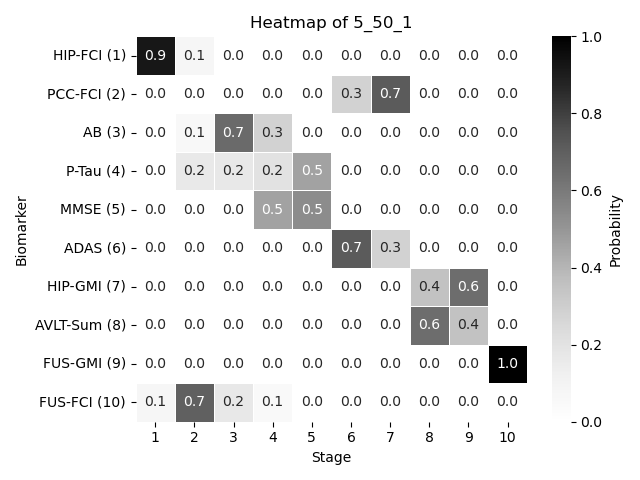 Heatmap of 5_50_1
HIP-FCI (1) 0.9 0.1 0.0 0.0 0.0 0.0 0.0 0.0 0.0 0.0
PCC-FCI (2) 0.0 0.0 0.0 0.0 0.0 0.3 0.7 0.0 0.0 0.0
AB (3) 0.0 0.1 0.7 0.3 0.0 0.0 0.0 0.0 0.0 0.0
P-Tau (4) 0.0 0.2 0.2 0.2 0.5 0.0 0.0 0.0 0.0 0.0
MMSE (5) 0.0 0.0 0.0 0.5 0.5 0.0 0.0 0.0 0.0 0.0
ADAS (6) 0.0 0.0 0.0 0.0 0.0 0.7 0.3 0.0 0.0 0.0
HIP-GMI (7) 0.0 0.0 0.0 0.0 0.0 0.0 0.0 0.4 0.6 0.0
AVLT-Sum (8) 0.0 0.0 0.0 0.0 0.0 0.0 0.0 0.6 0.4 0.0
FUS-GMI (9) 0.0 0.0 0.0 0.0 0.0 0.0 0.0 0.0 0.0 1.0
FUS-FCI (10) 0.1 0.7 0.2 0.1 0.0 0.0 0.0 0.0 0.0 0.0
1 2 3 4 5 6 7 8 9 10
Stage
Biomarker
1.0
0.8
0.6
0.4
0.2
0.0
Probability